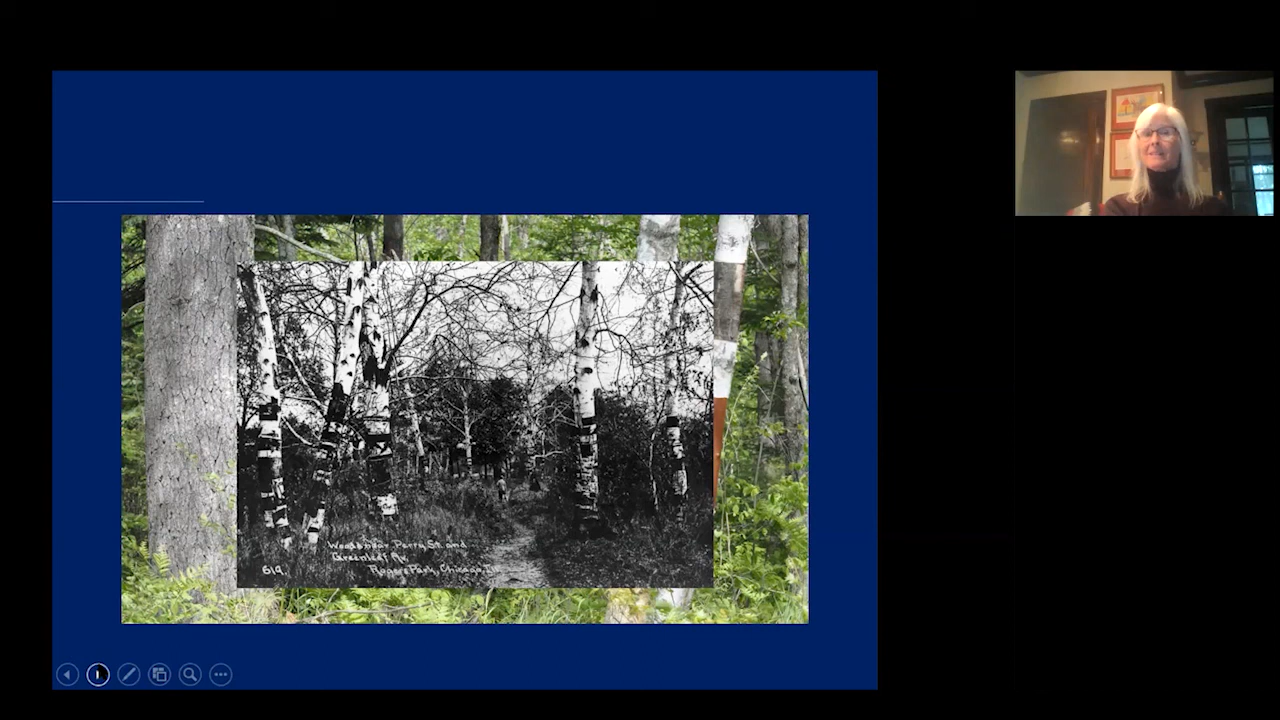 Woods near Perry St. and
Greenleaf Av.
619. Rogers Park, Chicago, Ill.